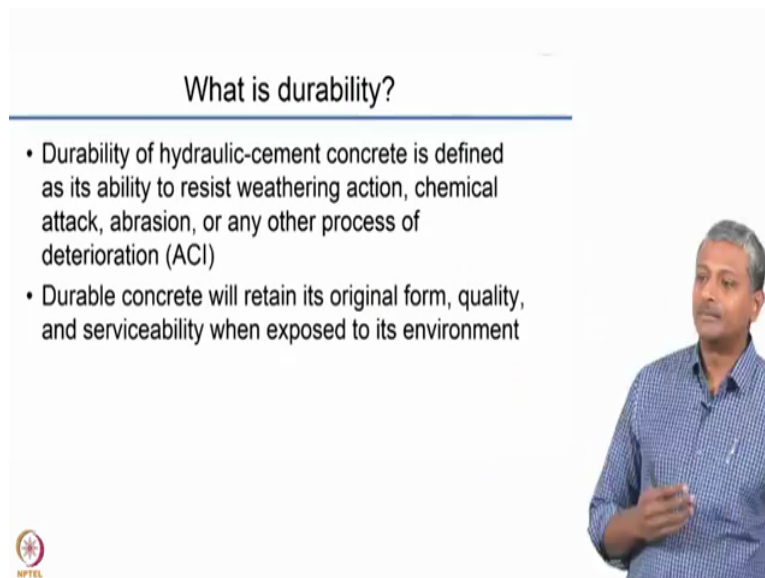 What is durability?
• Durability of hydraulic-cement concrete is defined
as its ability to resist weathering action, chemical
attack, abrasion, or any other process of
deterioration (ACI)
• Durable concrete will retain its original form, quality,
and serviceability when exposed to its environment
NPTEL